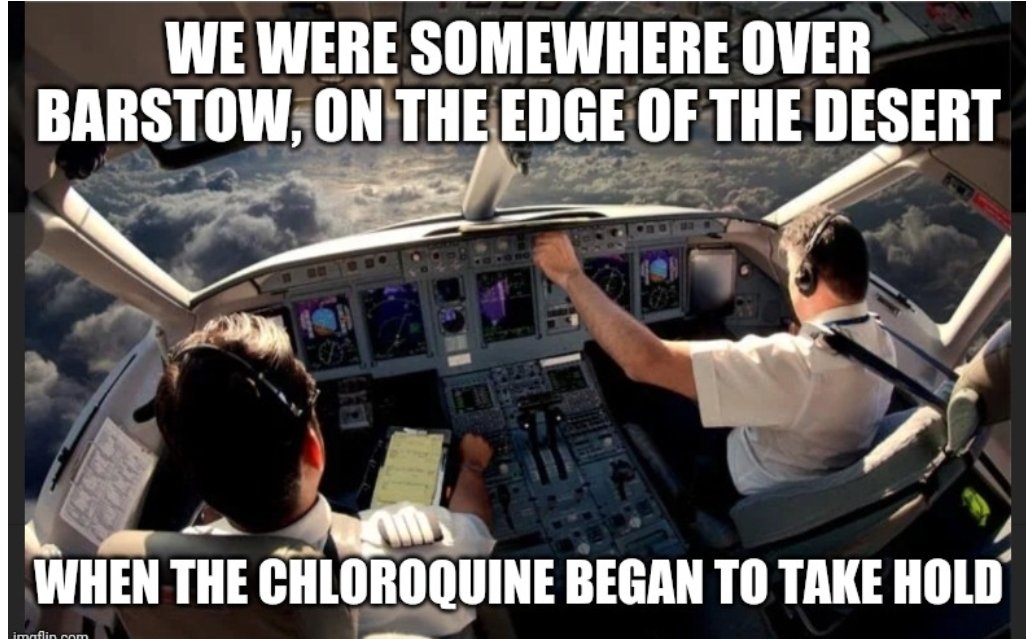 WE WERE SOMEWHERE OVER
BARSTOW, ON THE EDGE OF THE DESERT
WHEN THE CHLOROQUINE BEGAN TO TAKE HOLD
imgflip.com